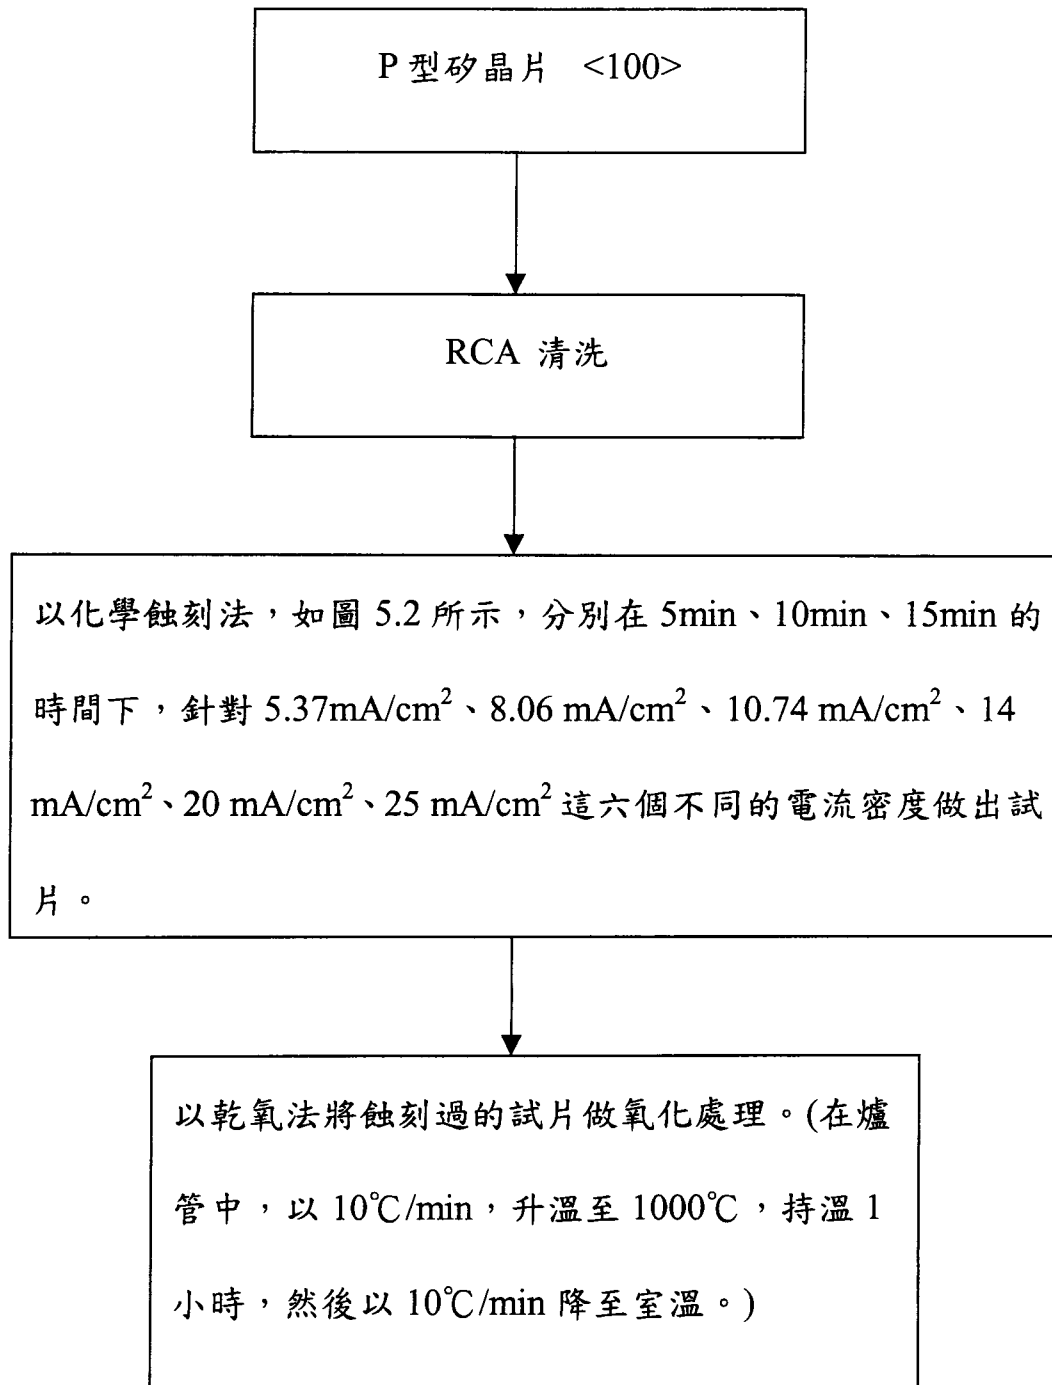 P 型矽晶片 <100>
RCA 清洗
以化學蝕刻法，如圖 5.2 所示，分別在 5min、10min、15min 的
時間下，針對 5.37mA/cm²、8.06 mA/cm²、10.74 mA/cm²、14
mA/cm²、20 mA/cm²、25 mA/cm² 這六個不同的電流密度做出試
片。
以乾氧法將蝕刻過的試片做氧化處理。(在爐
管中，以 10℃/min，升溫至 1000℃，持溫 1
小時，然後以 10℃/min 降至室溫。)